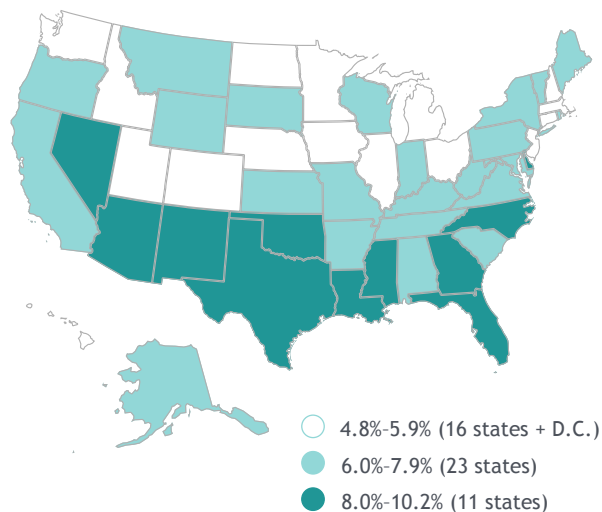 4.8%-5.9% (16 states + D.C.)
6.0%-7.9% (23 states)
8.0%-10.2% (11 states)